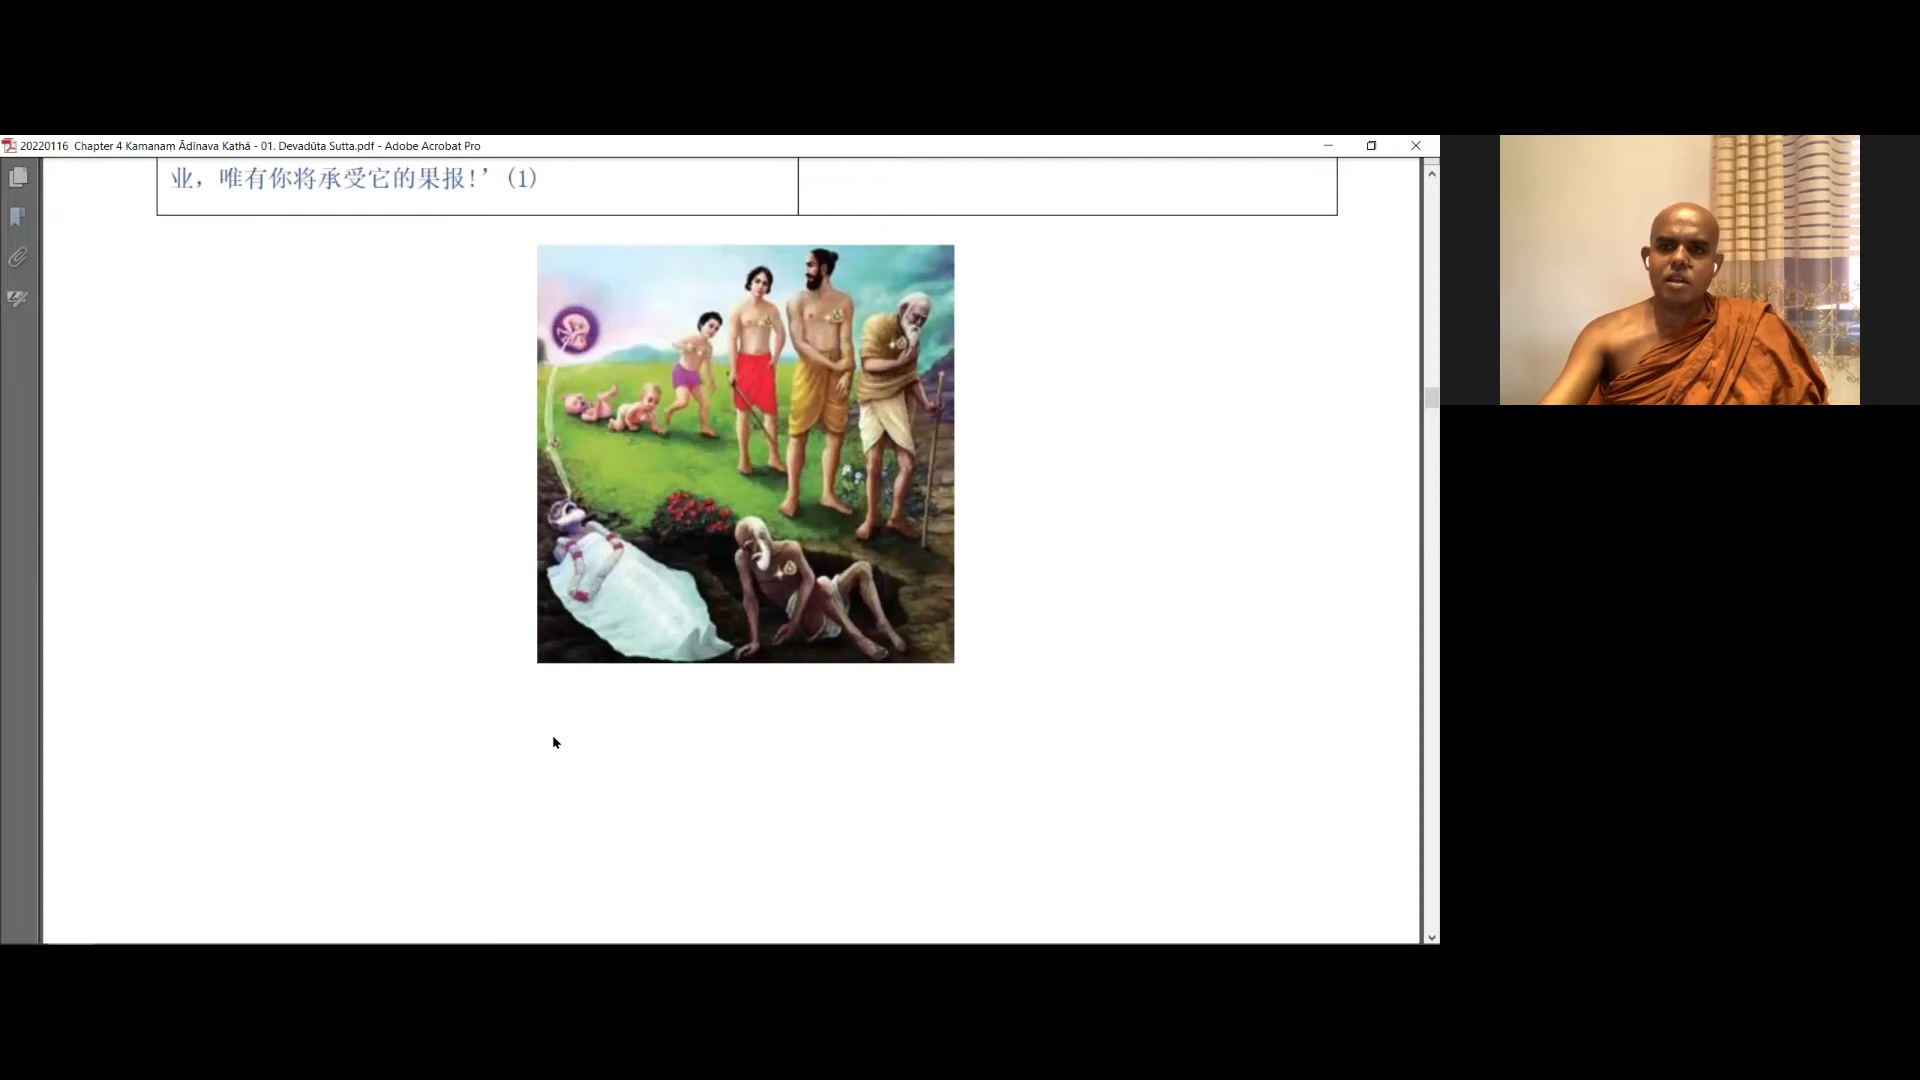 20220116 Chapter 4 Kamanaṃ Ādīnava Kathā - 01. Devadūta Sutta.pdf - Adobe Acrobat Pro
业，唯有你将承受它的果报!’ (1)